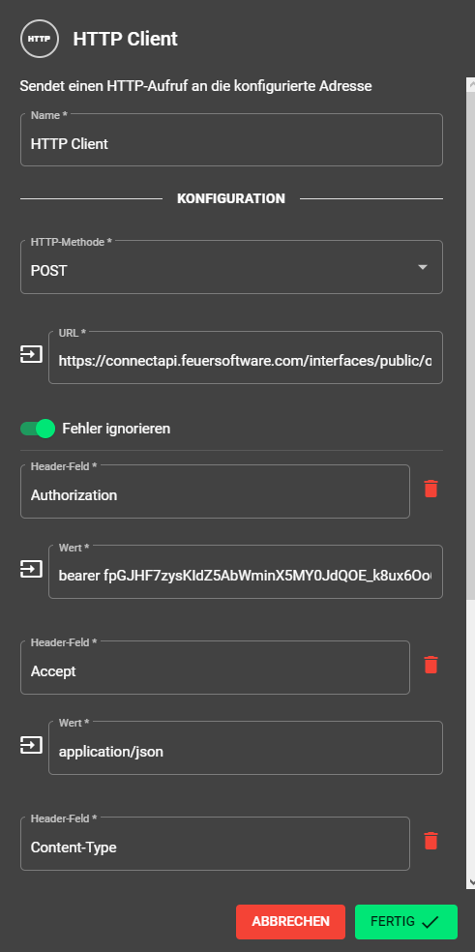 HTTP
HTTP Client
Sendet einen HTTP-Aufruf an die konfigurierte Adresse
Name *
HTTP Client
KONFIGURATION
HTTP-Methode *
POST
URL *
https://connectapi.feuersoftware.com/interfaces/public/o
Fehler ignorieren
Header-Feld *
Authorization
Wert *
bearer fpGJHF7zysKIdZ5AbWminX5MY0JdQOE_k8ux6Oo
Header-Feld *
Accept
Wert *
application/json
Header-Feld *
Content-Type
ABBRECHEN
FERTIG